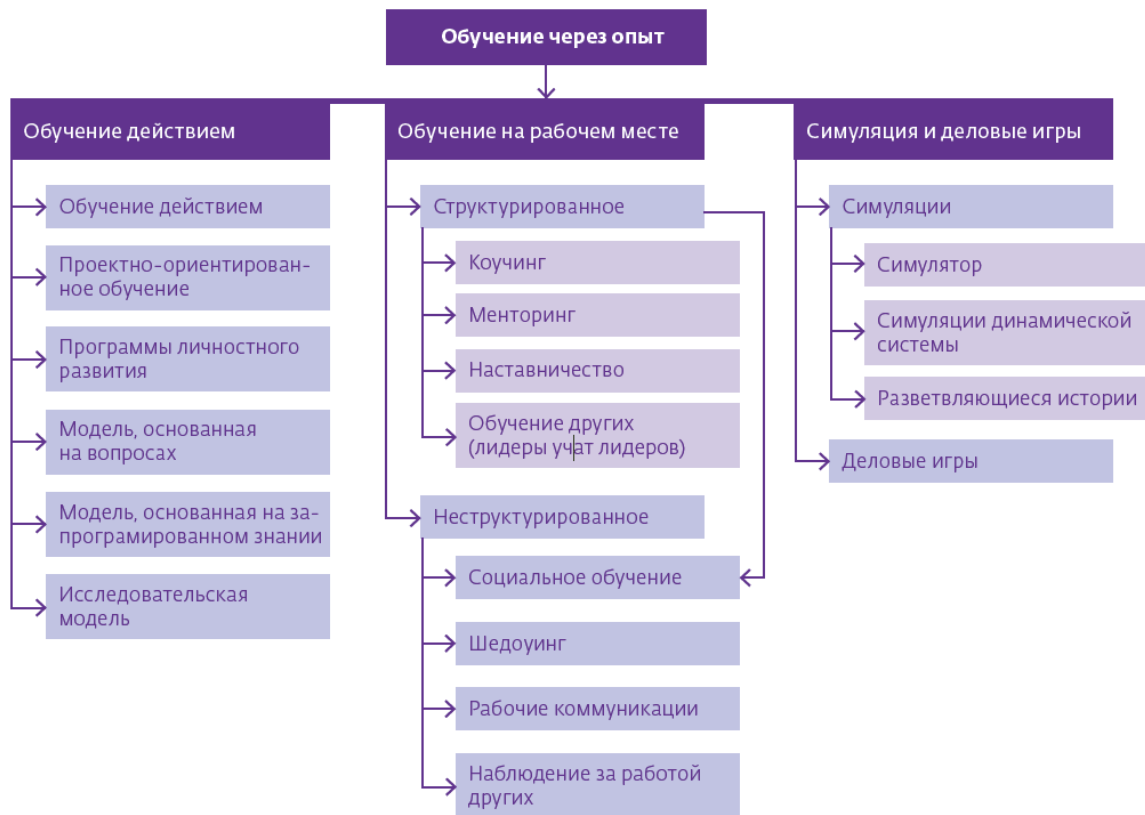 Обучение через опыт
Обучение действием
Обучение действием
Проектно-ориентирован-
ное обучение
Программы личностного
развития
Модель, основанная
на вопросах
Модель, основанная на за-
програмированном знании
Исследовательская
модель
Обучение на рабочем месте
Структурированное
Коучинг
Менторинг
Наставничество
Обучение других
(лидеры учат лидеров)
Неструктурированное
Социальное обучение
Шедоуинг
Рабочие коммуникации
Наблюдение за работой
других
Симуляция и деловые игры
Симуляции
Симулятор
Симуляции динамической
системы
Разветвляющиеся истории
Деловые игры